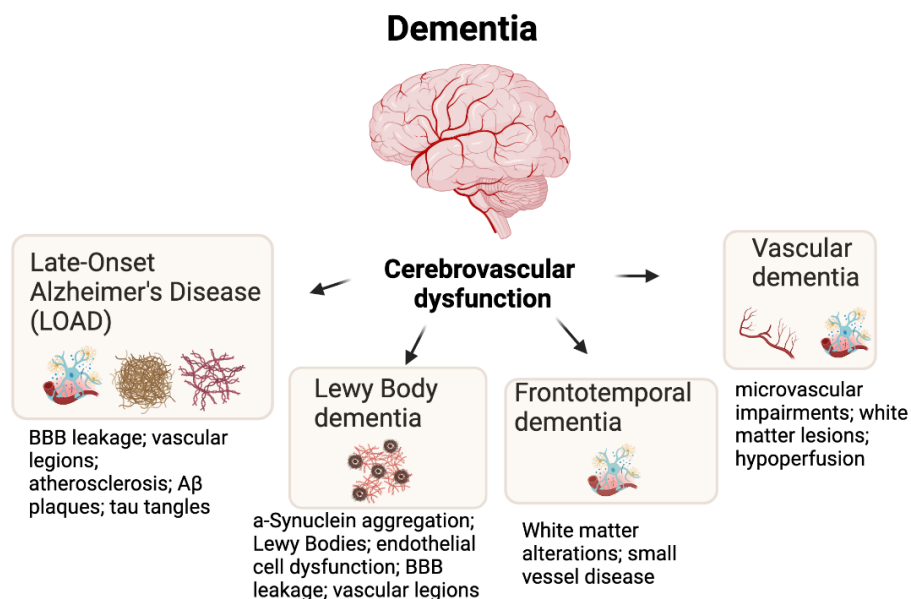 Dementia
Cerebrovascular
dysfunction
Late-Onset
Alzheimer's Disease
(LOAD)
BBB leakage; vascular
legions;
atherosclerosis; Aβ
plaques; tau tangles
Lewy Body
dementia
a-Synuclein aggregation;
Lewy Bodies; endothelial
cell dysfunction; BBB
leakage; vascular legions
Frontotemporal
dementia
White matter
alterations; small
vessel disease
Vascular
dementia
microvascular
impairments; white
matter lesions;
hypoperfusion